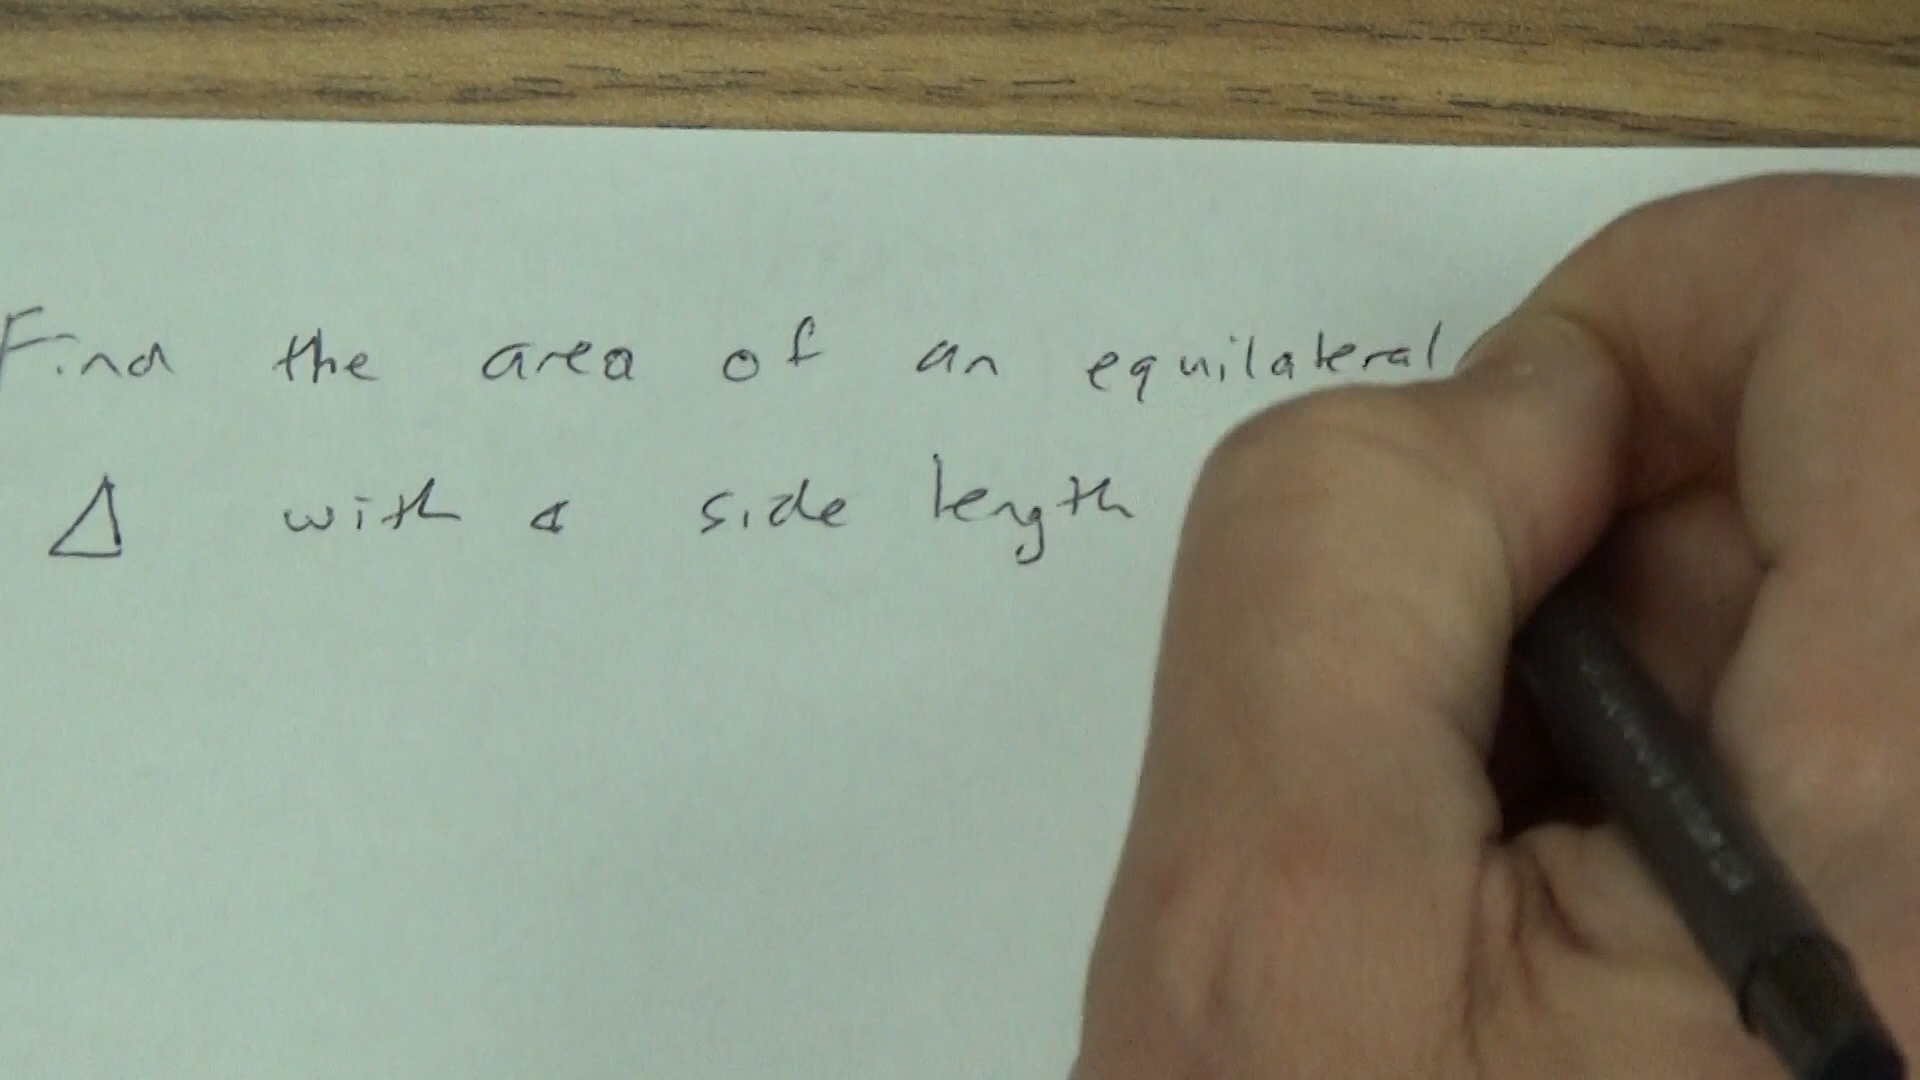 Find the area of an equilateral
Δ with a side length